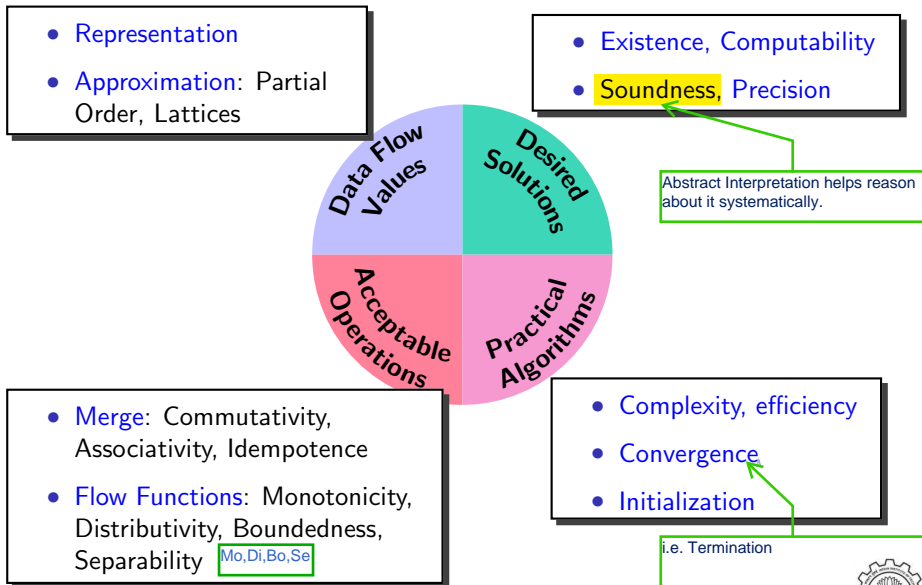 • Representation
• Approximation: Partial
Order, Lattices
• Existence, Computability
• Soundness, Precision
Abstract Interpretation helps reason
about it systematically.
Data Flow
Values
Desired
Solutions
Acceptable
Operations
Practical
Algorithms
• Merge: Commutativity,
Associativity, Idempotence
• Flow Functions: Monotonicity,
Distributivity, Boundedness,
Separability Mo,Di,Bo,Se
• Complexity, efficiency
• Convergence,
• Initialization
i.e. Termination